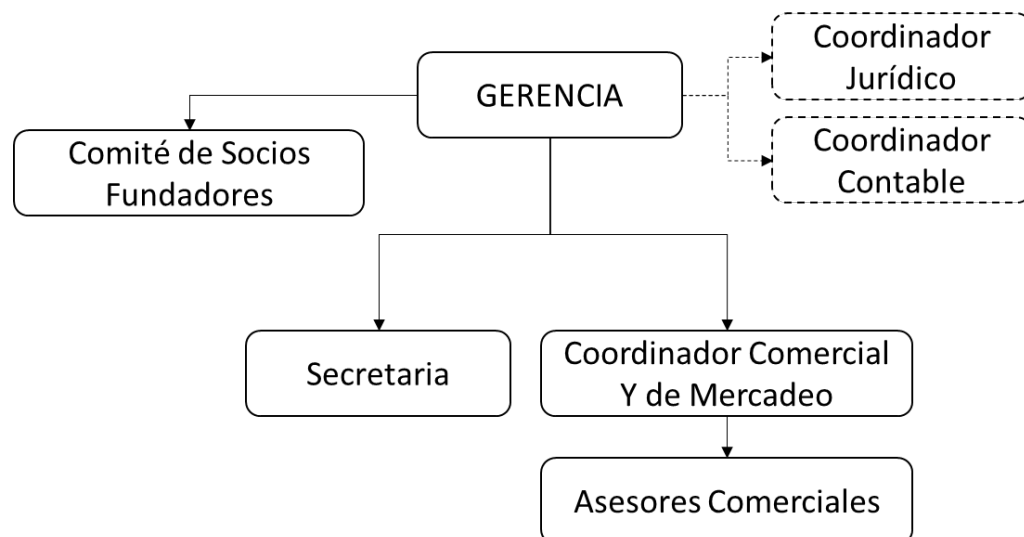 Coordinador
Jurídico
GERENCIA
Coordinador
Contable
Comité de Socios
Fundadores
Secretaria
Coordinador Comercial
Y de Mercadeo
Asesores Comerciales